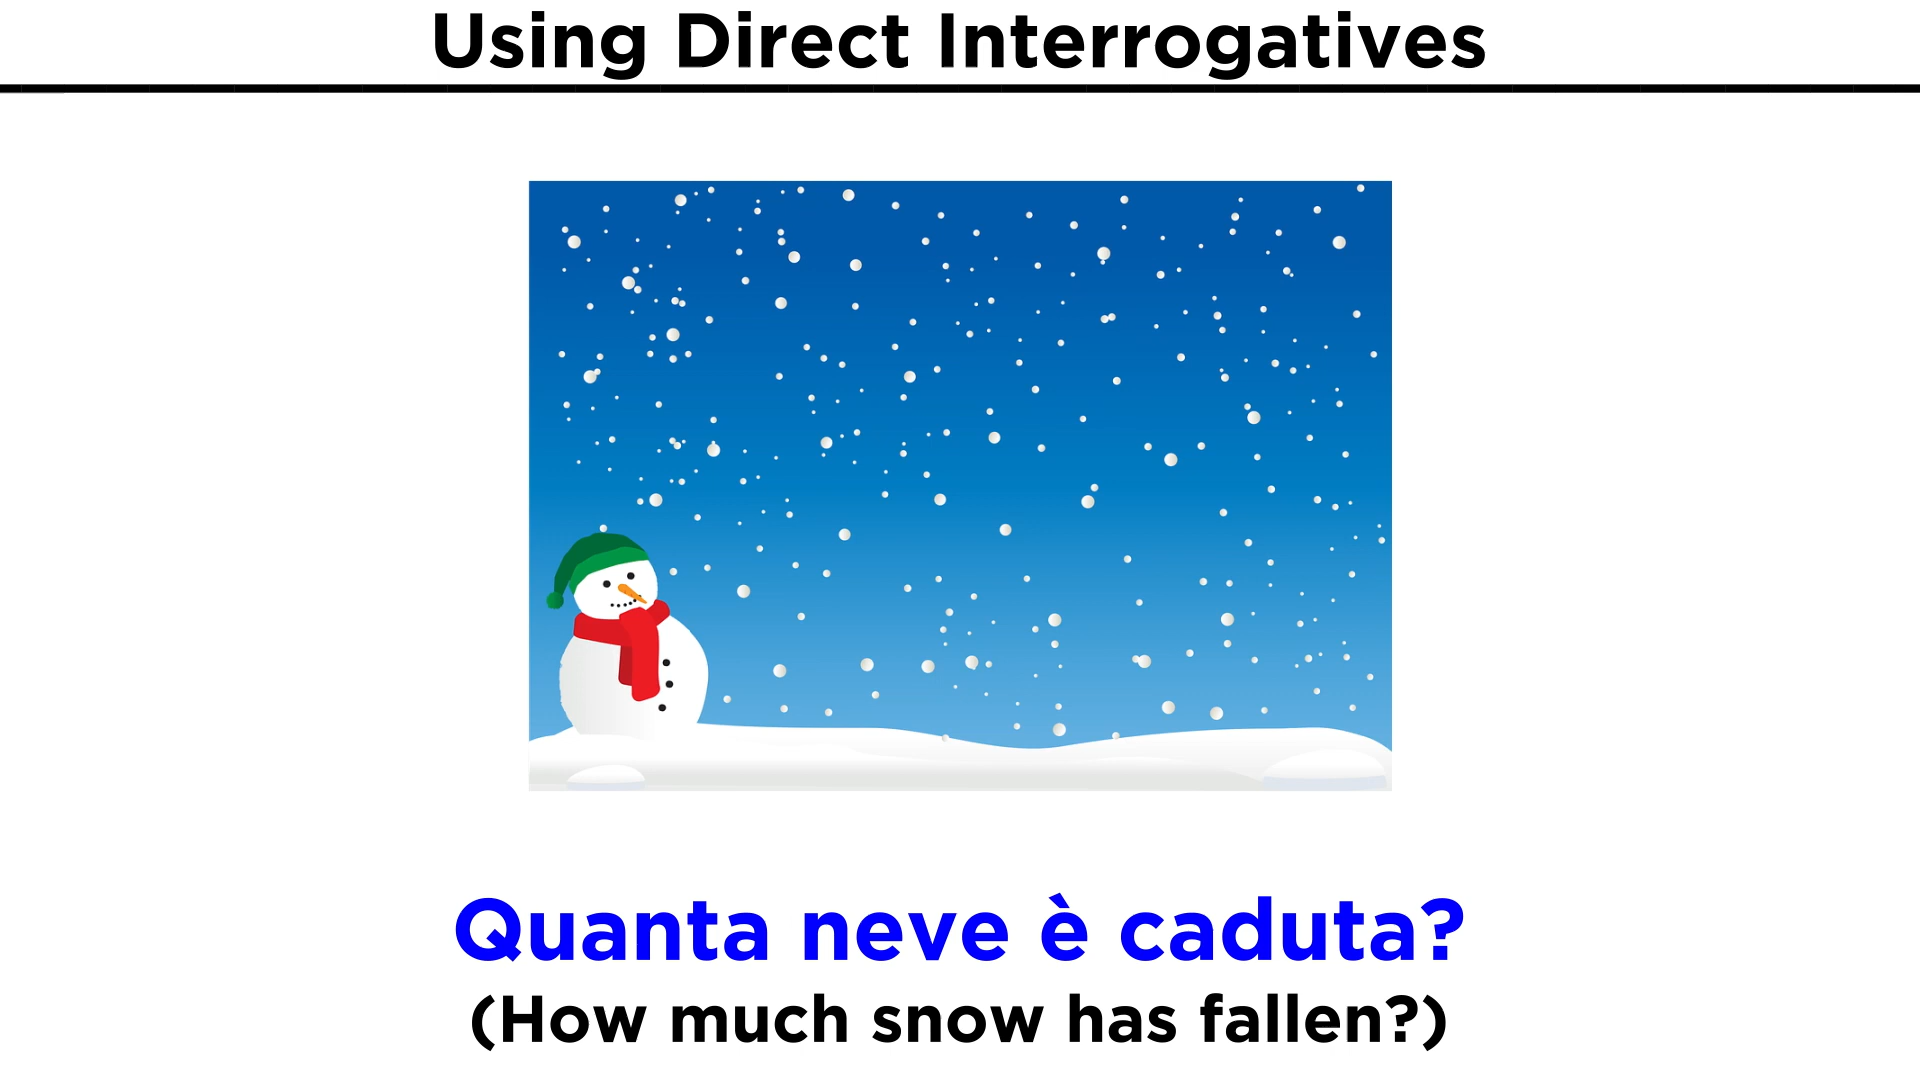 Using Direct Interrogatives
Quanta neve è caduta?
(How much snow has fallen?)